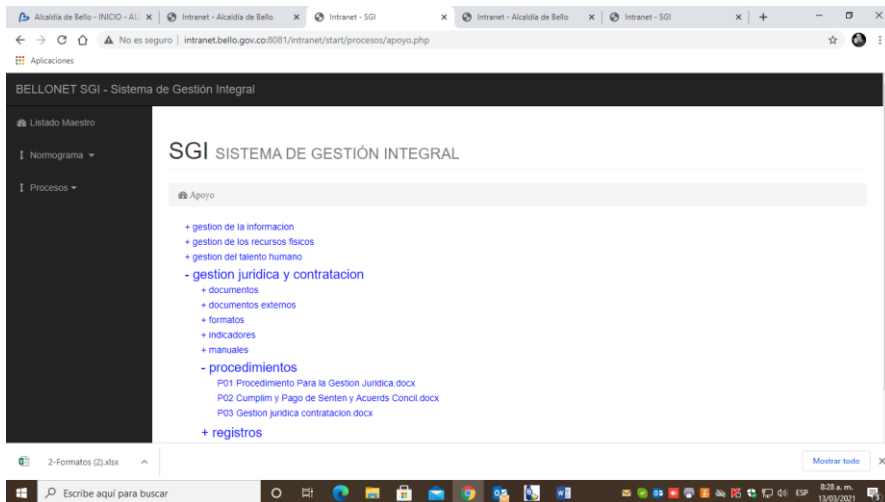 Alcaldía de Bello - INICIO - AL
Intranet - Alcaldía de Bello
Intranet - SGI
Intranet - Alcaldía de Bello
Intranet - SGI
No es seguro | intranet.bello.gov.co:8081/intranet/start/procesos/apoyo.php
Aplicaciones
BELLONET SGI - Sistema de Gestión Integral
Listado Maestro
Normograma
Procesos
SGI SISTEMA DE GESTIÓN INTEGRAL
Apoyo
+ gestion de la informacion
+ gestion de los recursos fisicos
+ gestion del talento humano
- gestion juridica y contratacion
+ documentos
+ documentos externos
+ formatos
+ indicadores
+ manuales
- procedimientos
P01 Procedimiento Para la Gestion Juridica.docx
P02 Cumplim y Pago de Senten y Acuerds Concil.docx
P03 Gestion juridica contratacion.docx
+ registros
2-Formatos (2).xlsx
Mostrar todo
Escribe aquí para buscar
ESP
8:28 a. m.
13/03/2021